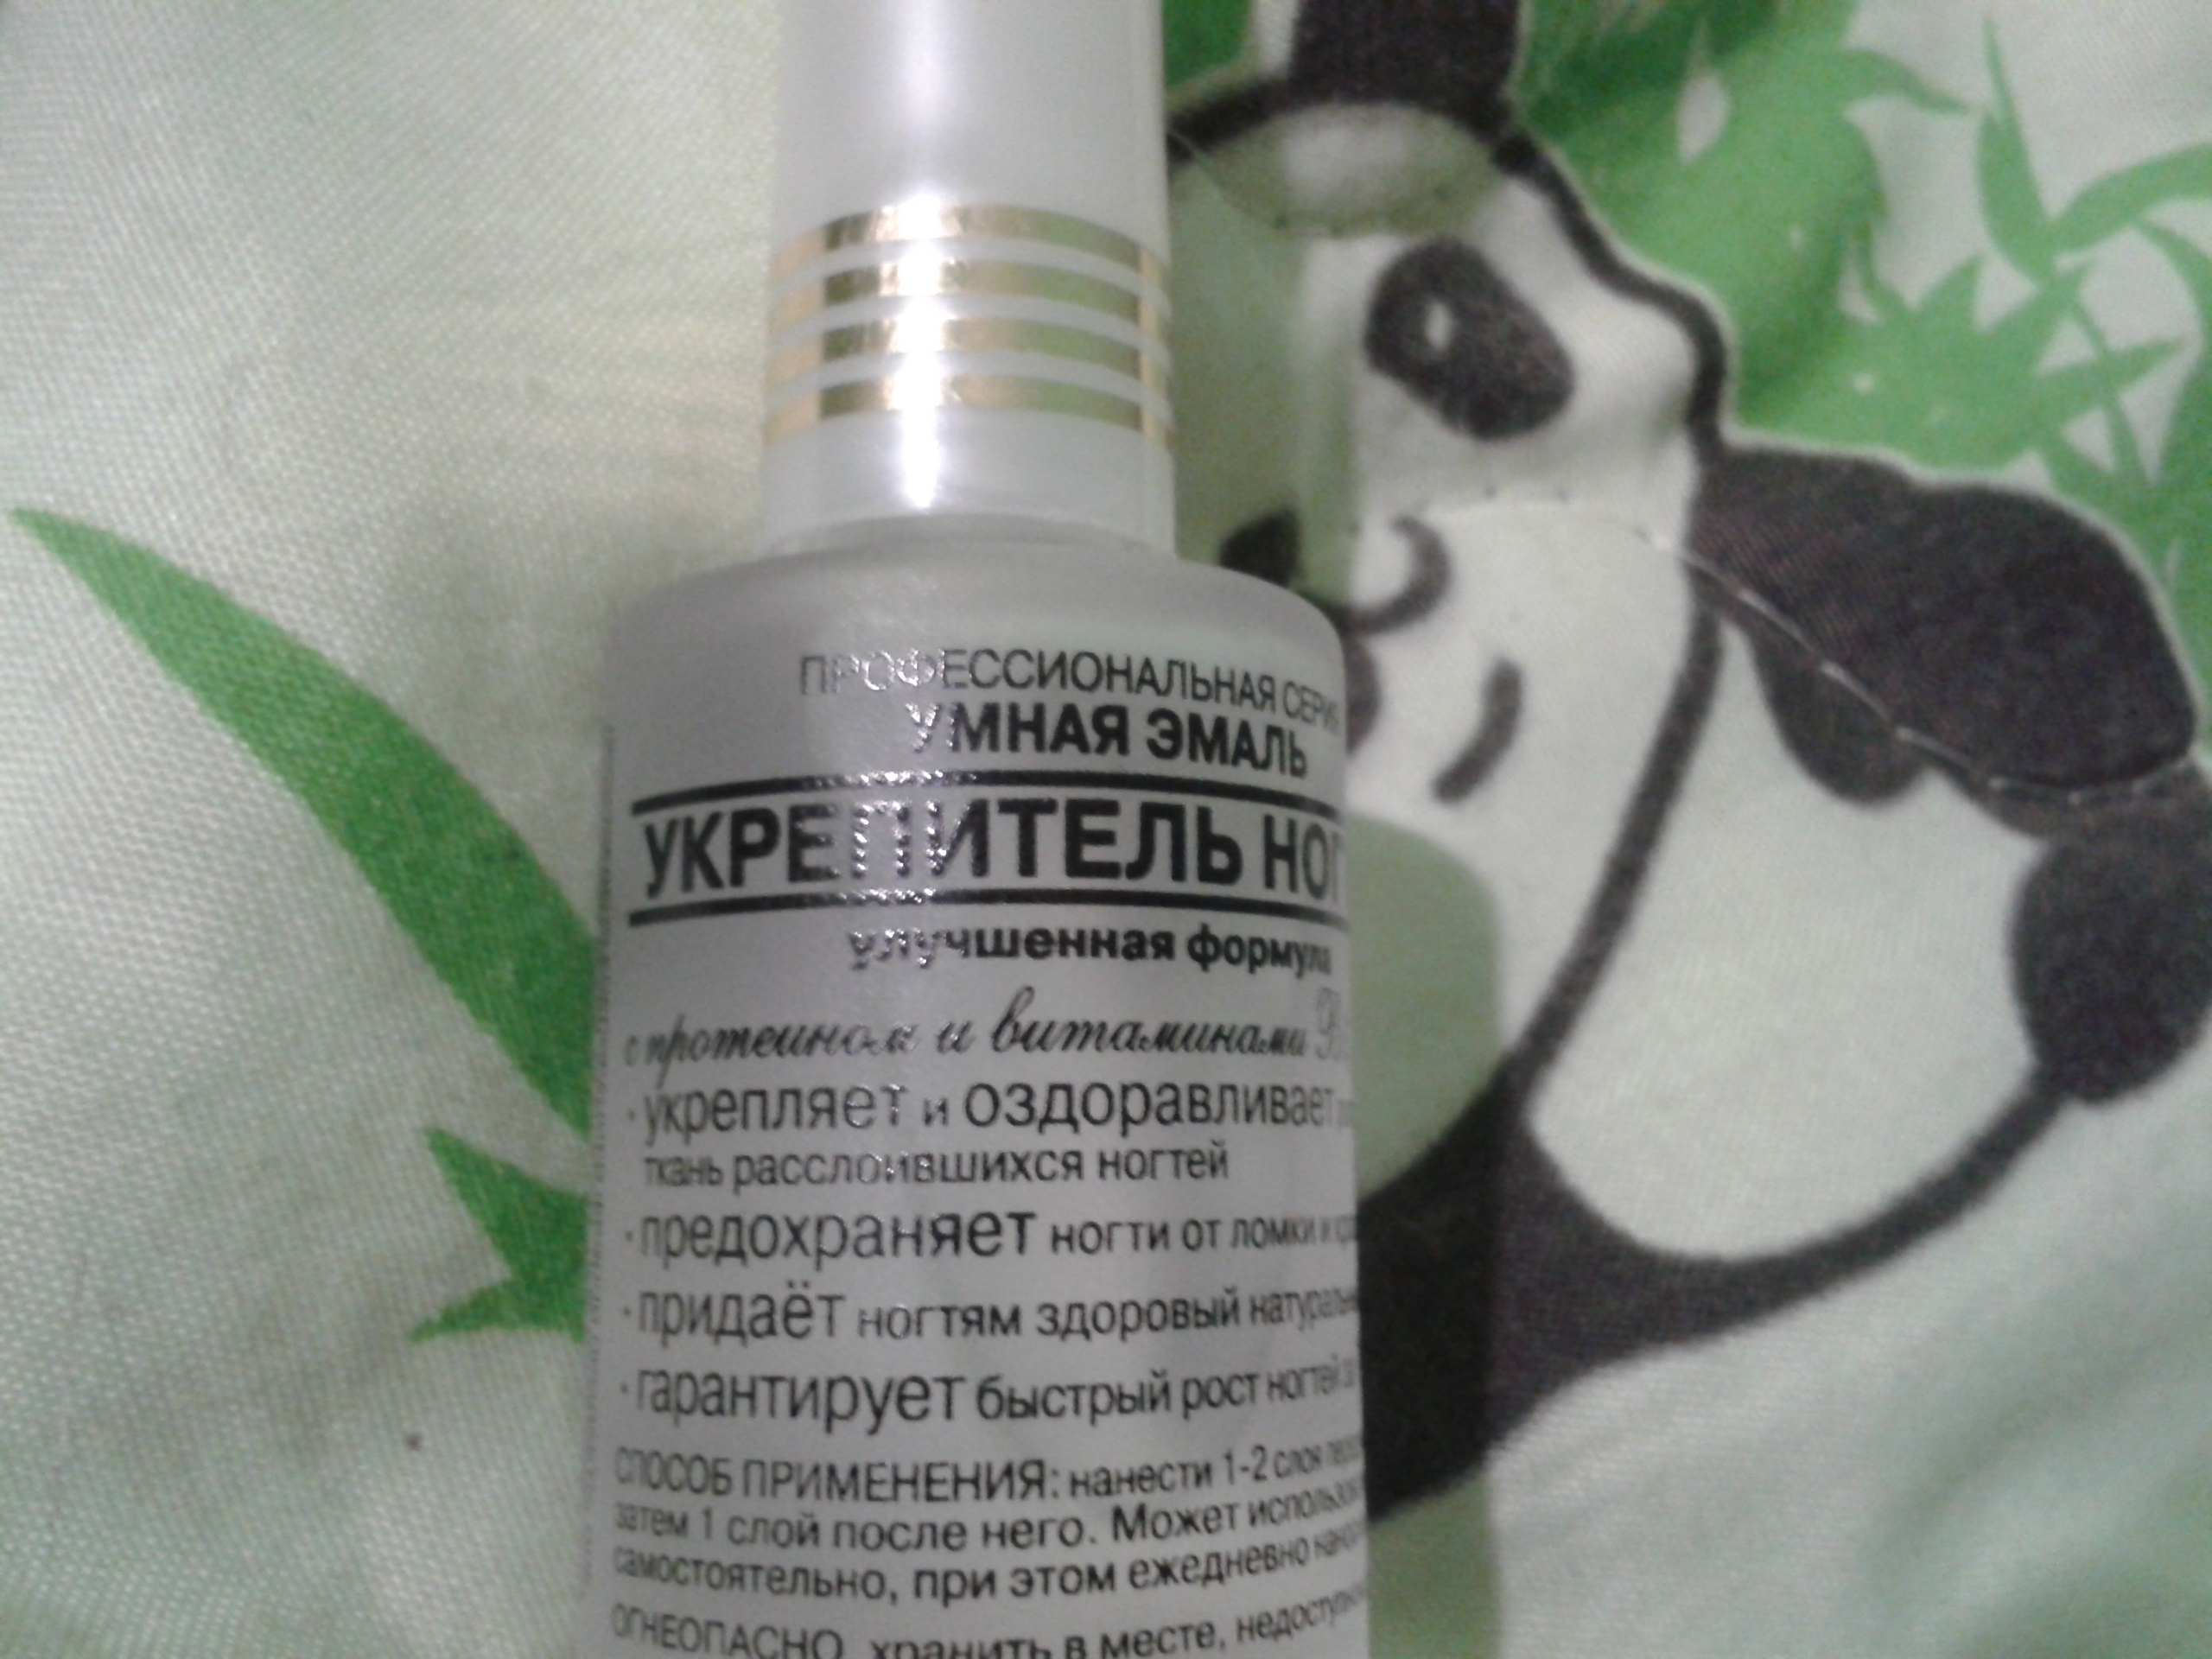 ПРОФЕССИОНАЛЬНАЯ СЕРИЯ
УМНАЯ ЭМАЛЬ
УКРЕПИТЕЛЬ НОГ
улучшенная формула
с протеином и витаминами
· укрепляет и оздоравливает
ткань расслоившихся ногтей
· предохраняет ногти от ломки и
· придаёт ногтям здоровый
· гарантирует быстрый рост ногтей
СПОСОБ ПРИМЕНЕНИЯ: нанести 1-2 слоя
затем 1 слой после него. Может
самостоятельно, при этом ежедневно
ОГНЕОПАСНО, хранить в месте,